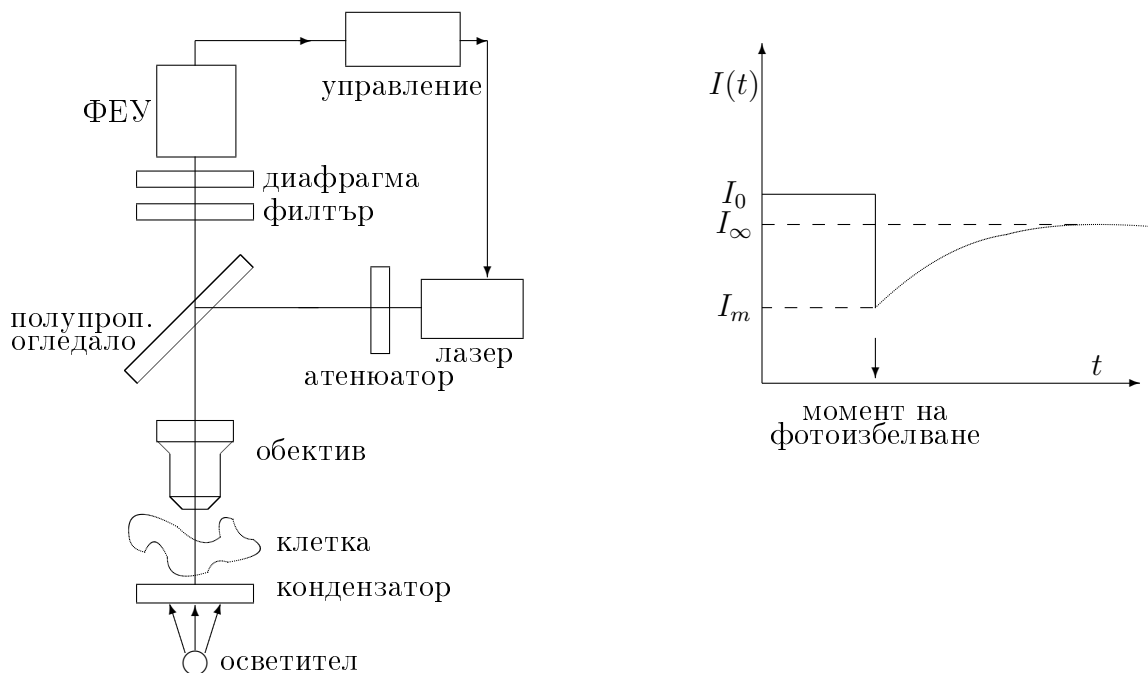 управление
ФЕУ
диафрагма
филтър
полупроп.
огледало
лазер
атенюатор
обектив
клетка
кондензатор
осветител
I(t)
I₀
I∞
Iₘ
t
момент на
фотоизбелване